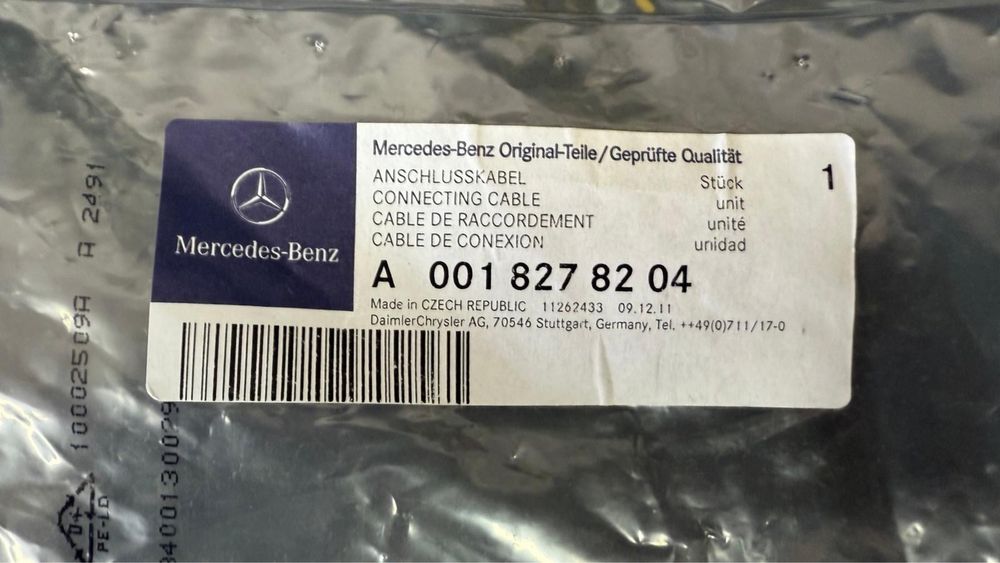 Mercedes-Benz
Mercedes-Benz Original-Teile/Geprüfte Qualität
ANSCHLUSSKABEL Stück 1
CONNECTING CABLE unit
CABLE DE RACCORDEMENT unité
CABLE DE CONEXION unidad
A 001 827 82 04
Made in CZECH REPUBLIC 11262433 09.12.11
DaimlerChrysler AG, 70546 Stuttgart, Germany, Tel. ++49(0)711/17-0
10002509A A 2d91
PE-LD